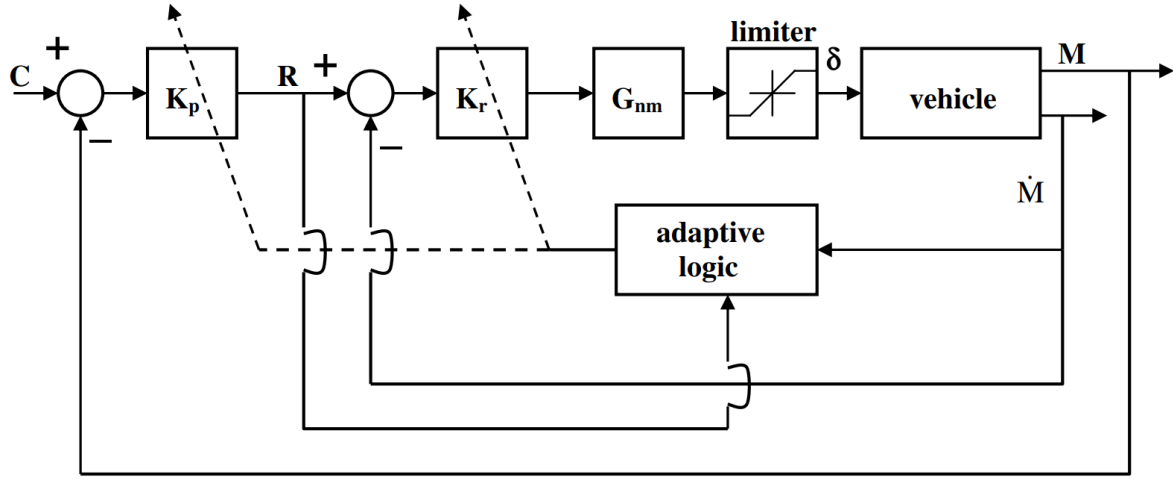 limiter
C
+
−
Kp
R
+
−
Kr
Gnm
δ
vehicle
M
Ṁ
adaptive
logic